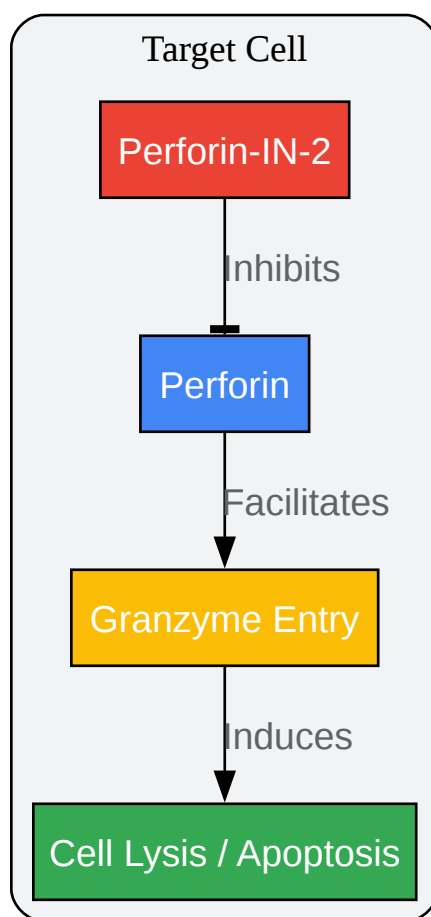 Target Cell
Perforin-IN-2
Inhibits
Perforin
Facilitates
Granzyme Entry
Induces
Cell Lysis / Apoptosis